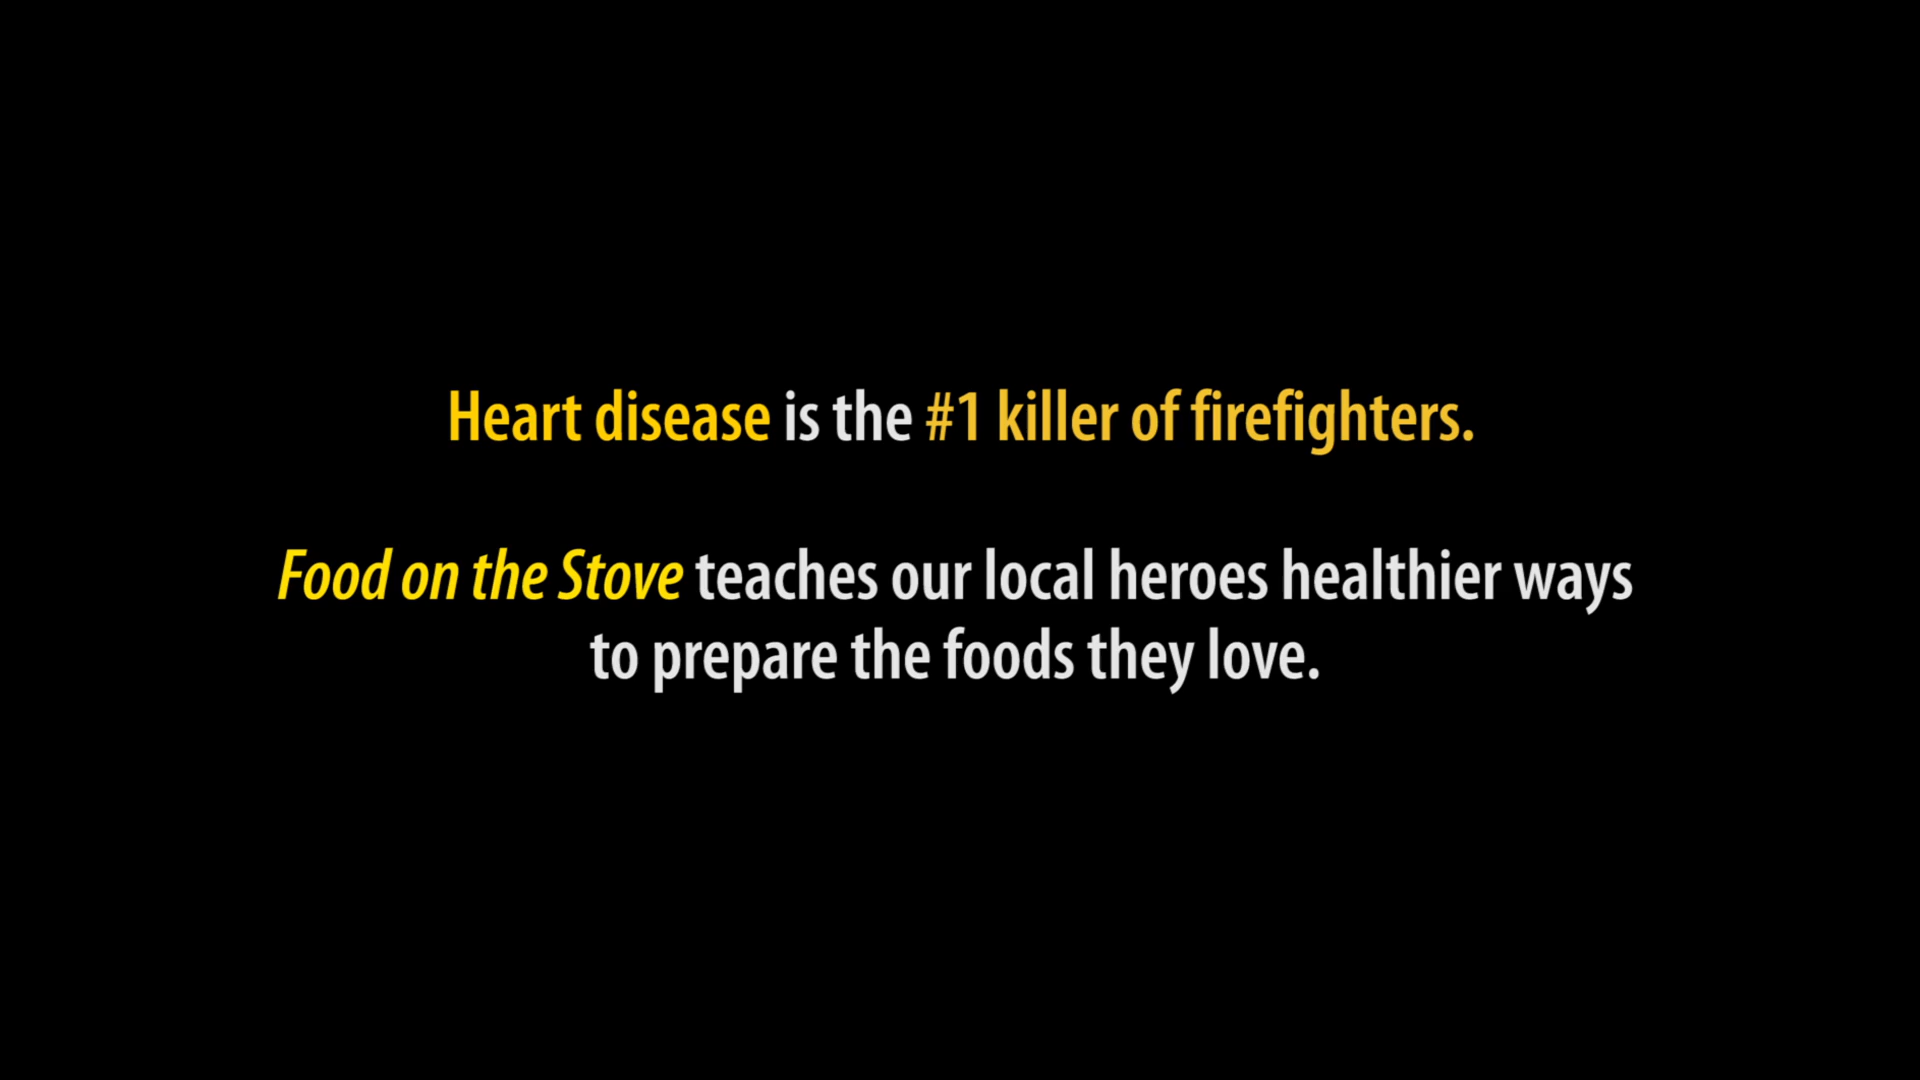 Heart disease is the #1 killer of firefighters.
Food on the Stove teaches our local heroes healthier ways
to prepare the foods they love.